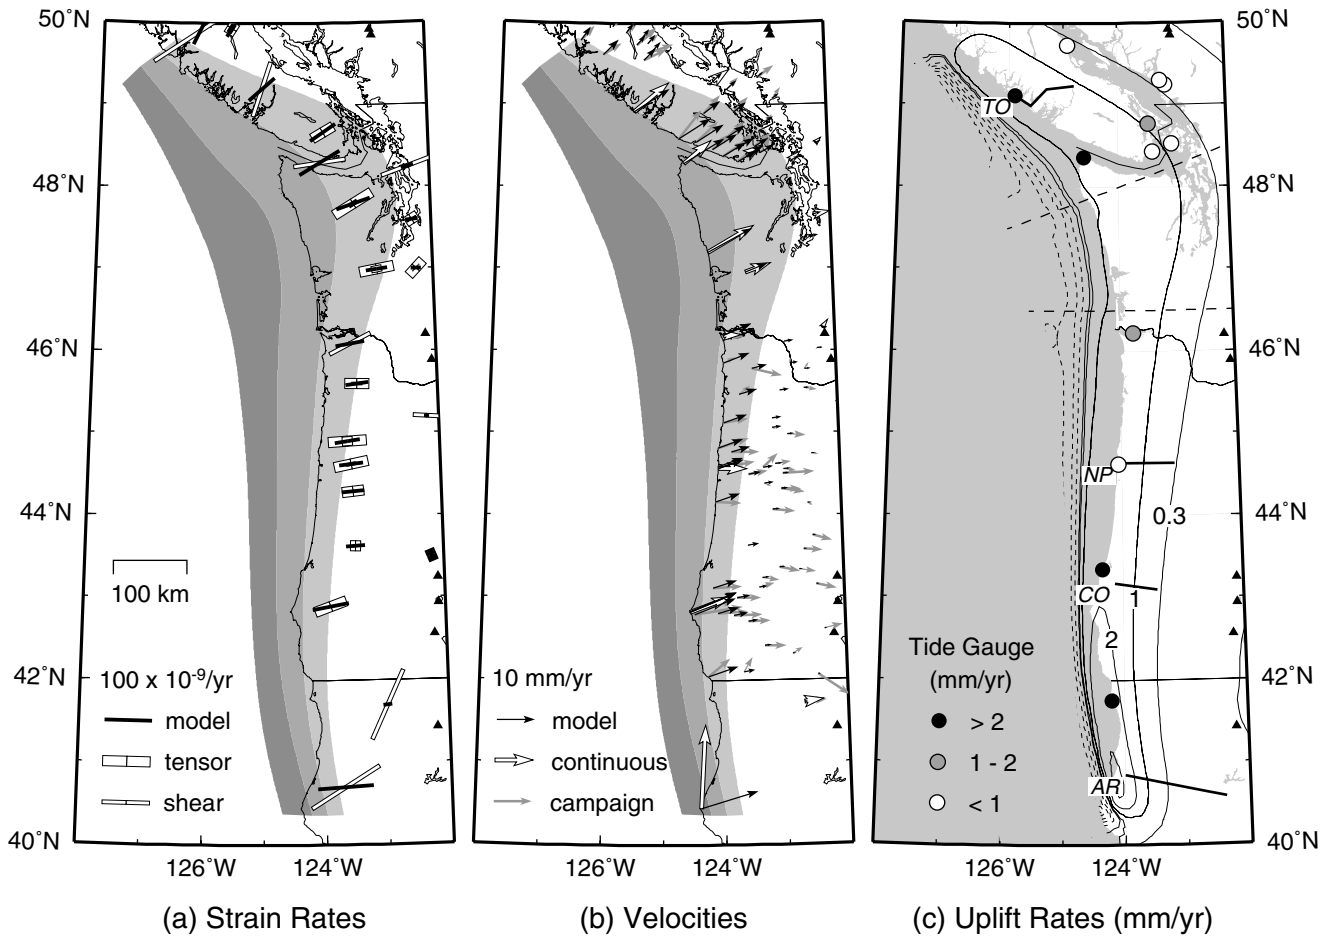 50˚N
48˚N
46˚N
44˚N
42˚N
40˚N
100 km
100 x 10-9/yr
model
tensor
shear
126˚W
124˚W
(a) Strain Rates
10 mm/yr
model
continuous
campaign
126˚W
124˚W
(b) Velocities
TO
NP
0.3
CO
1
2
AR
Tide Gauge
(mm/yr)
> 2
1 - 2
< 1
50˚N
48˚N
46˚N
44˚N
42˚N
40˚N
126˚W
124˚W
(c) Uplift Rates (mm/yr)